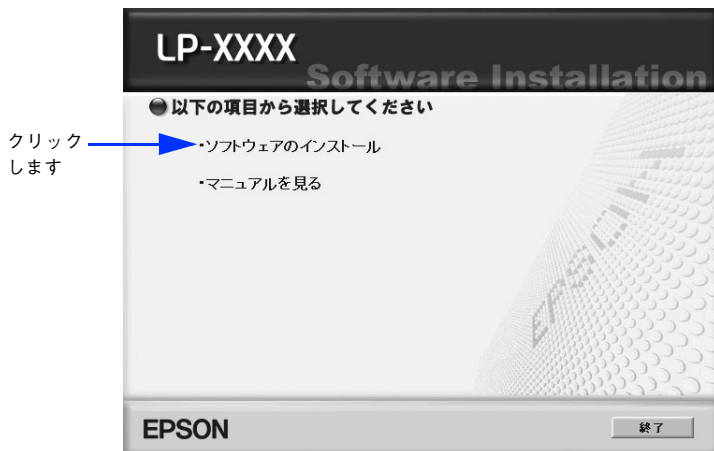 LP-XXXX
Software Installation
以下の項目から選択してください
クリック
します
・ソフトウェアのインストール
・マニュアルを見る
EPSON
EPSON
終了